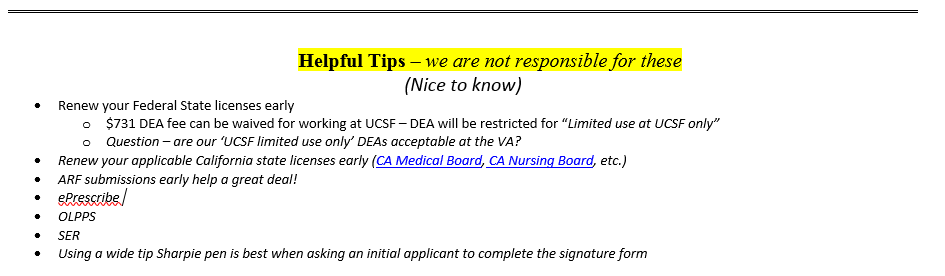 Helpful Tips – we are not responsible for these
(Nice to know)
• Renew your Federal State licenses early
o $731 DEA fee can be waived for working at UCSF – DEA will be restricted for “Limited use at UCSF only”
o Question – are our ‘UCSF limited use only’ DEAs acceptable at the VA?
• Renew your applicable California state licenses early (CA Medical Board, CA Nursing Board, etc.)
• ARF submissions early help a great deal!
• ePrescribe
• OLPPS
• SER
• Using a wide tip Sharpie pen is best when asking an initial applicant to complete the signature form